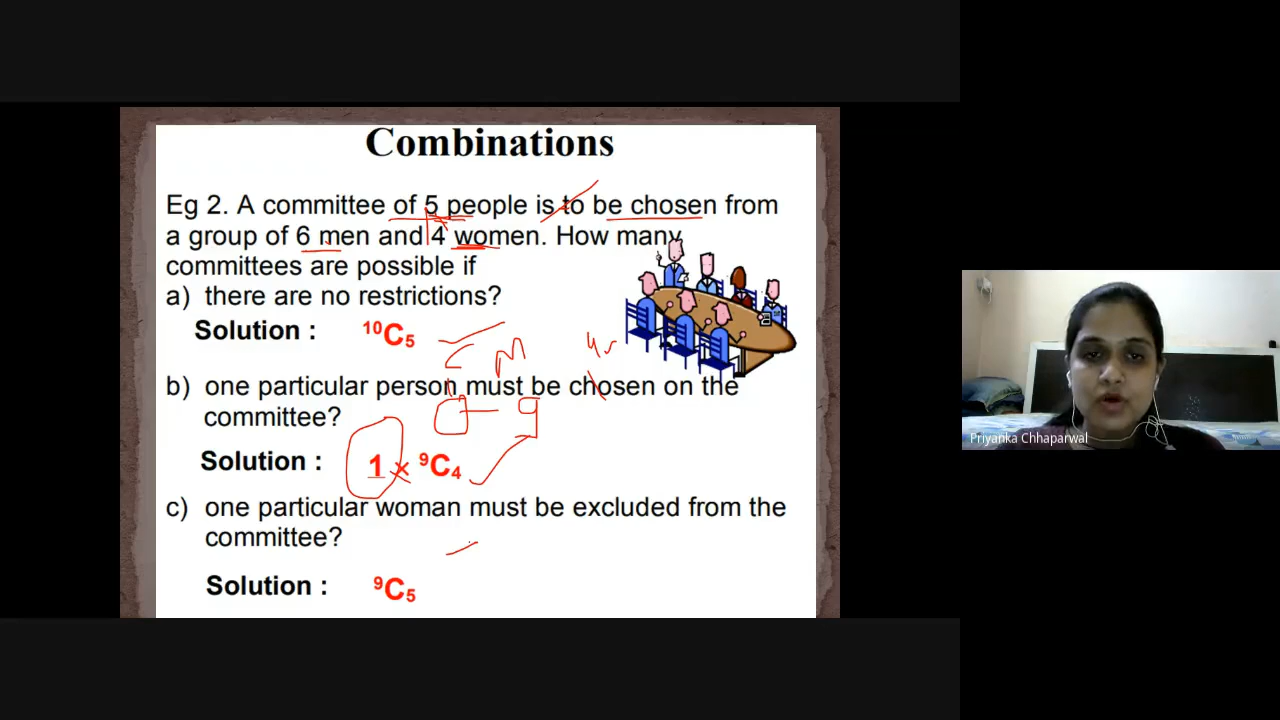 Combinations
Eg 2. A committee of 5 people is to be chosen from
a group of 6 men and 4 women. How many
committees are possible if
a) there are no restrictions?
Solution : ¹⁰C₅
b) one particular person must be chosen on the
committee?
Solution : 1 × ⁹C₄
c) one particular woman must be excluded from the
committee?
Solution : ⁹C₅
M
9
Priyanka Chhaparwal